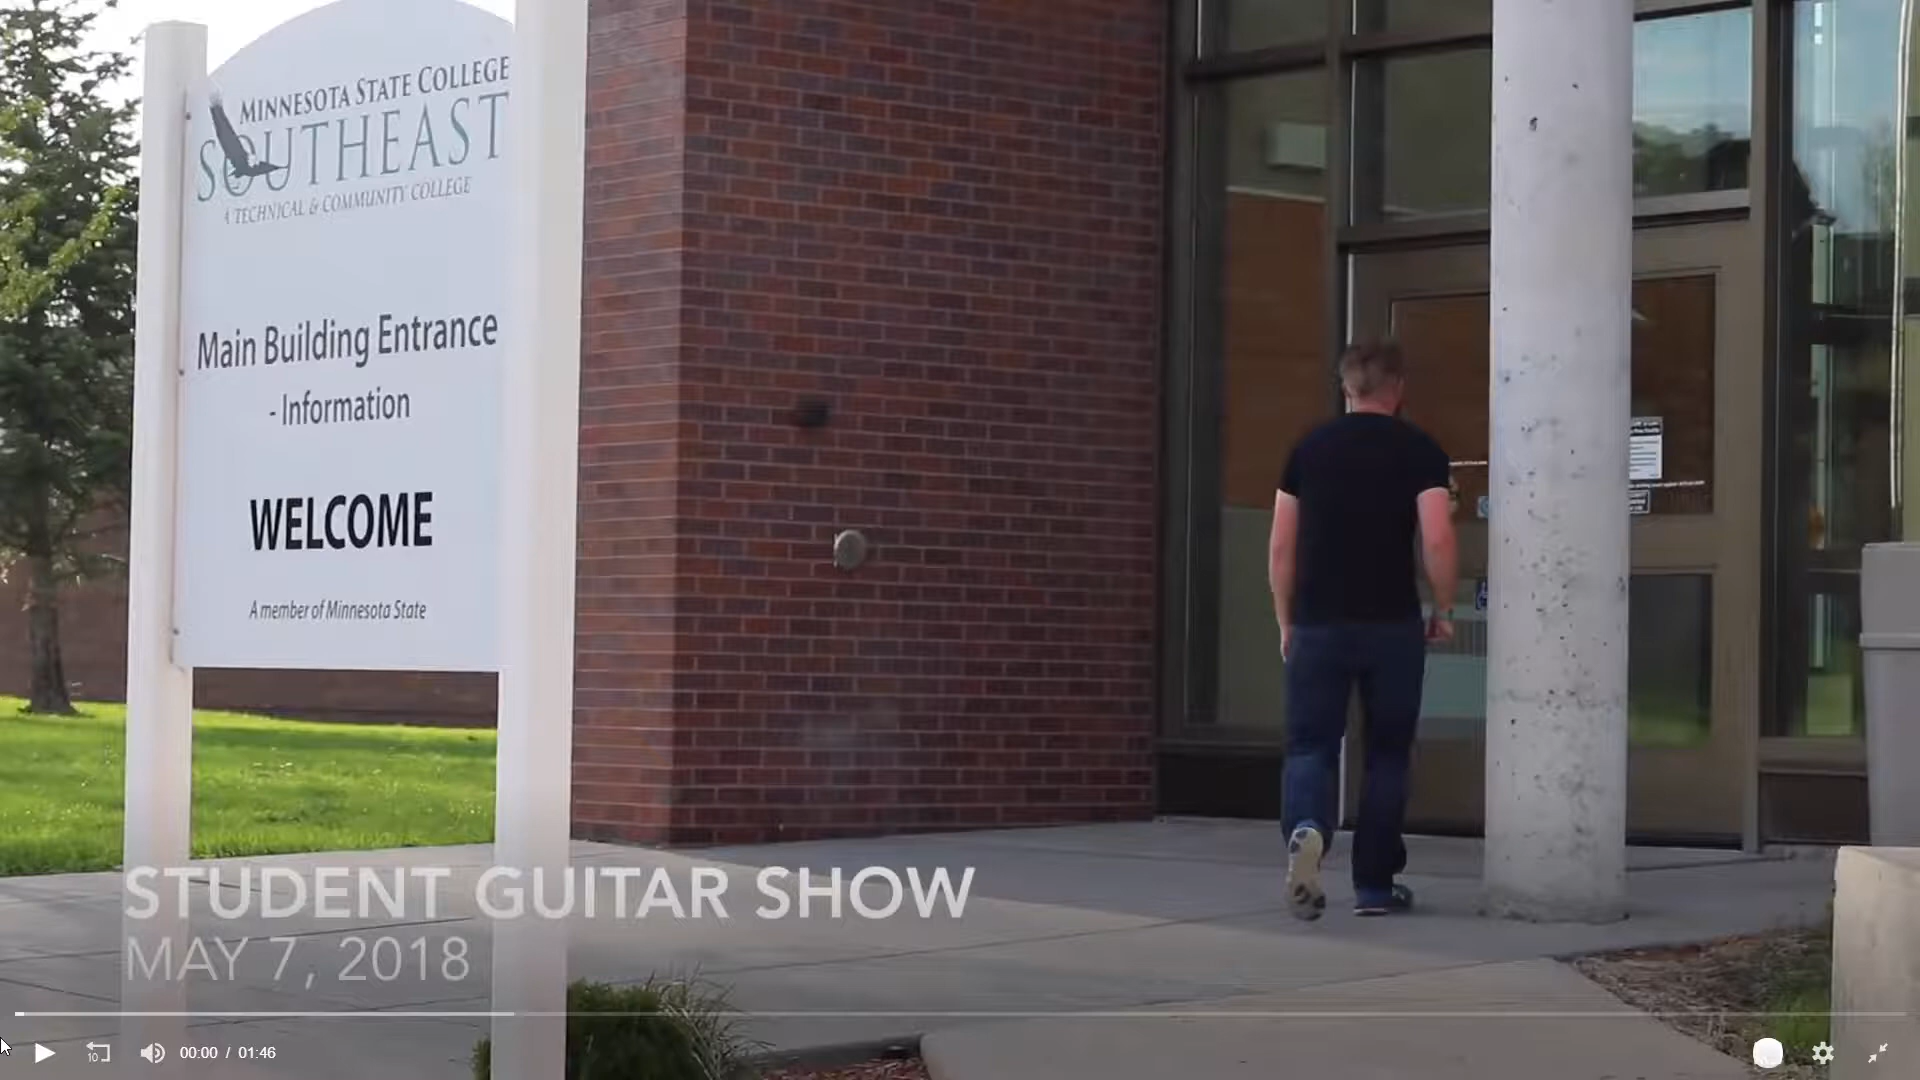 MINNESOTA STATE COLLEGE
SOUTHEAST
A TECHNICAL & COMMUNITY COLLEGE
Main Building Entrance
- Information
WELCOME
A member of Minnesota State
STUDENT GUITAR SHOW
MAY 7, 2018
10
00:00 / 01:46